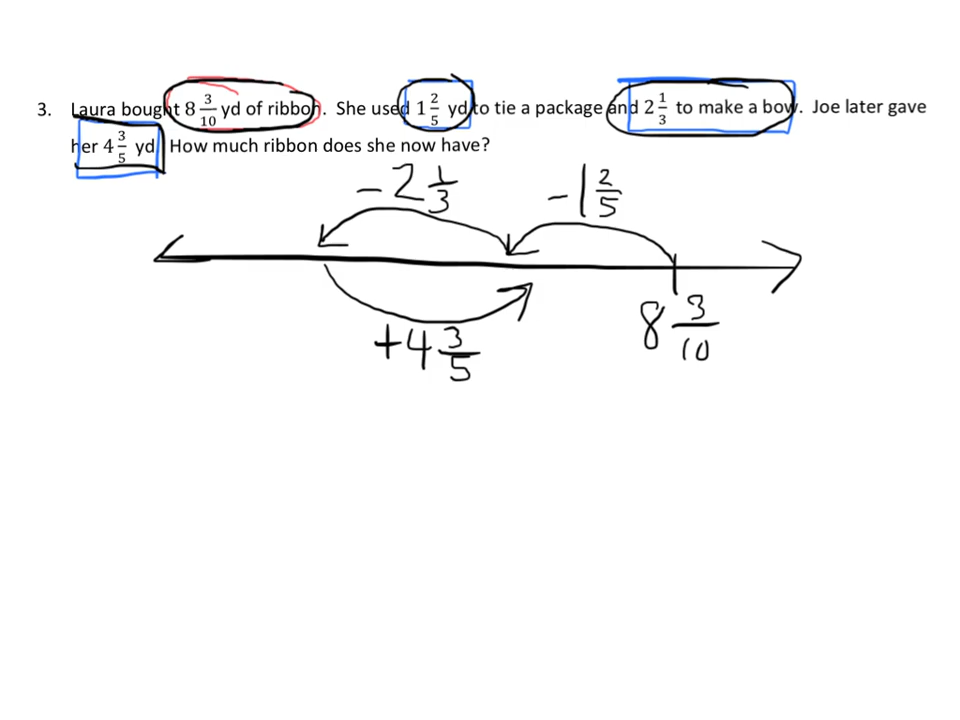 3. Laura bought 8 3/10 yd of ribbon. She used 1 2/5 yd to tie a package and 2 1/3 to make a bow. Joe later gave
her 4 3/5 yd. How much ribbon does she now have?
-2 1/3 -1 2/5
+4 3/5 8 3/10